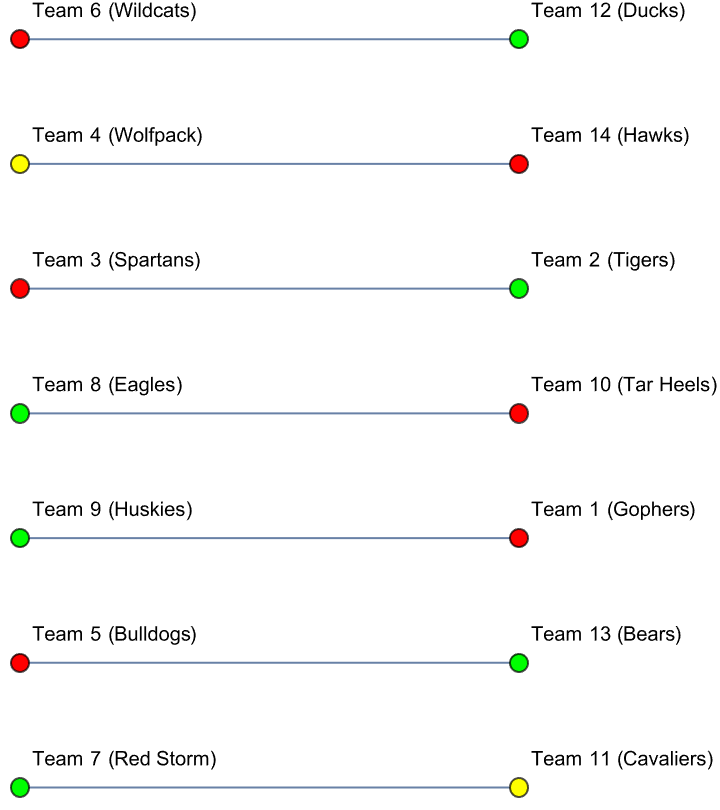 Team 6 (Wildcats)
Team 12 (Ducks)
Team 4 (Wolfpack)
Team 14 (Hawks)
Team 3 (Spartans)
Team 2 (Tigers)
Team 8 (Eagles)
Team 10 (Tar Heels)
Team 9 (Huskies)
Team 1 (Gophers)
Team 5 (Bulldogs)
Team 13 (Bears)
Team 7 (Red Storm)
Team 11 (Cavaliers)